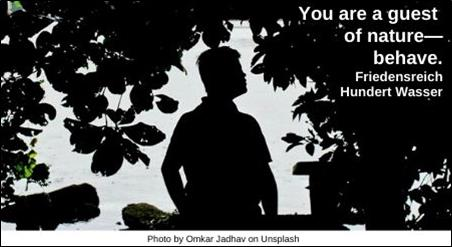 You are a guest
of nature—
behave.
Friedensreich
Hundert Wasser
Photo by Omkar Jadhav on Unsplash